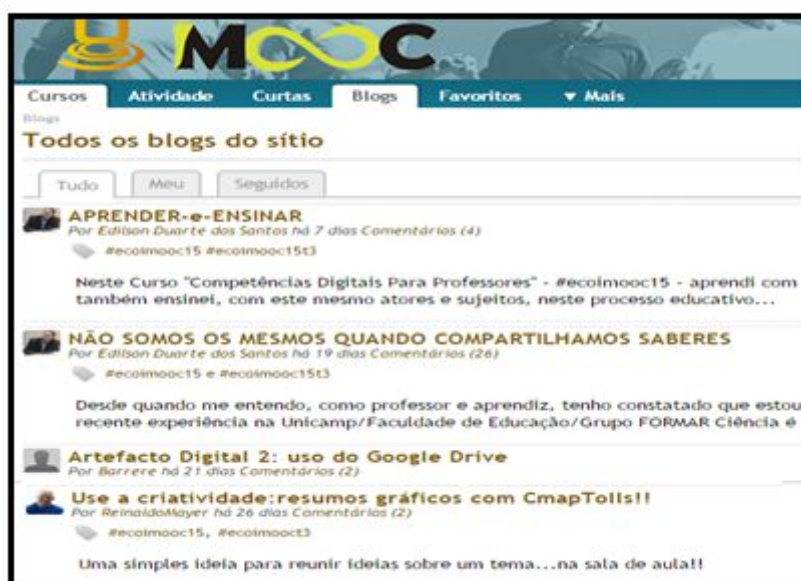 MOOC
Cursos Atividade Curtas Blogs Favoritos ▼ Mais
Blogs
Todos os blogs do sítio
Tudo Meu Seguidos
APRENDER-e-ENSINAR
Por Edilson Duarte dos Santos há 7 dias Comentários (4)
#ecoimooc15 #ecoimooc15t3
Neste Curso "Competências Digitais Para Professores" - #ecoimooc15 - aprendi com
também ensinei, com este mesmo atores e sujeitos, neste processo educativo...
NÃO SOMOS OS MESMOS QUANDO COMPARTILHAMOS SABERES
Por Edilson Duarte dos Santos há 19 dias Comentários (26)
#ecoimooc15 e #ecoimooc15t3
Desde quando me entendo, como professor e aprendiz, tenho constatado que estou
recente experiência na Unicamp/Faculdade de Educação/Grupo FORMAR Ciência é
Artefacto Digital 2: uso do Google Drive
Por Barrere há 21 dias Comentários (2)
Use a criatividade:resumos gráficos com CmapTolls!!
Por ReinaldoMayer há 26 dias Comentários (2)
#ecoimooc15, #ecoimooct3
Uma simples ideia para reunir ideias sobre um tema...na sala de aula!!